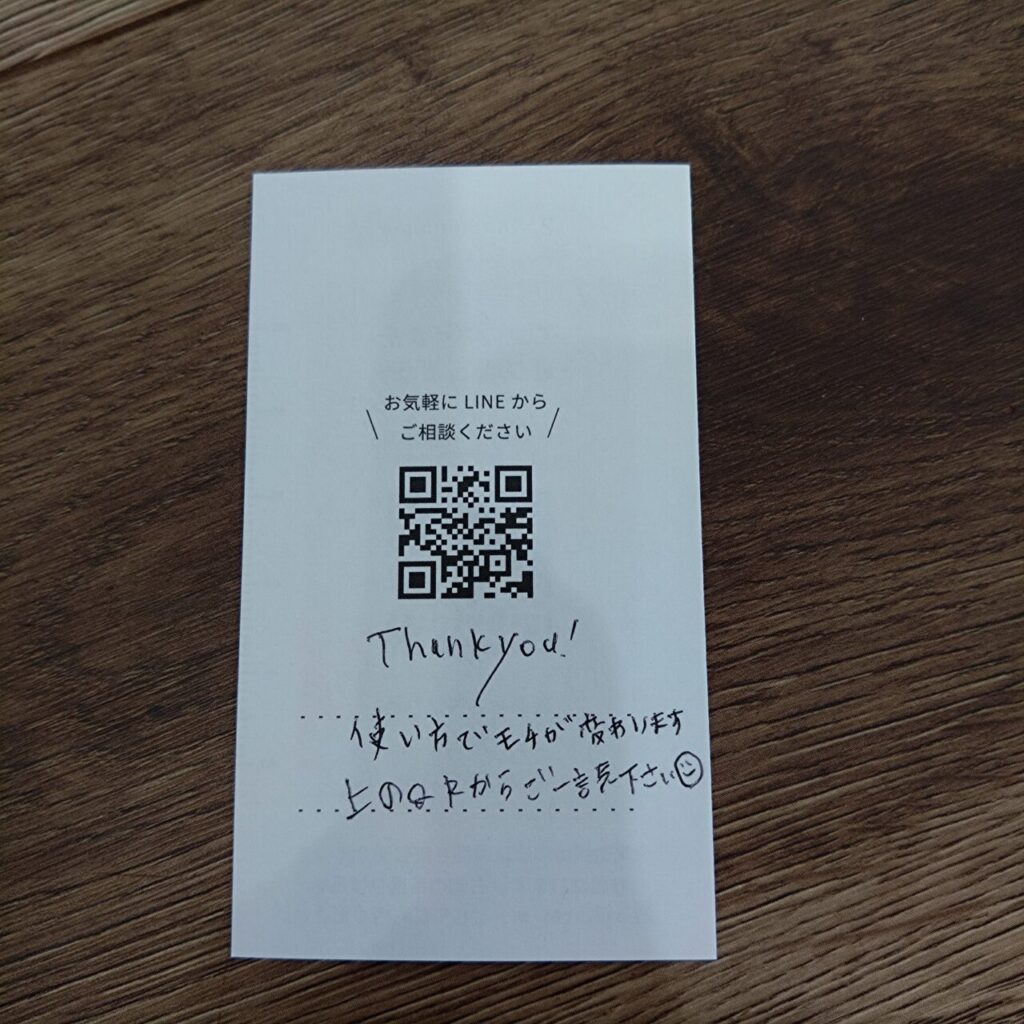 お気軽に LINE から
ご相談ください
Thank you!
使い方でモチが変わります
上のQRからご一読下さい